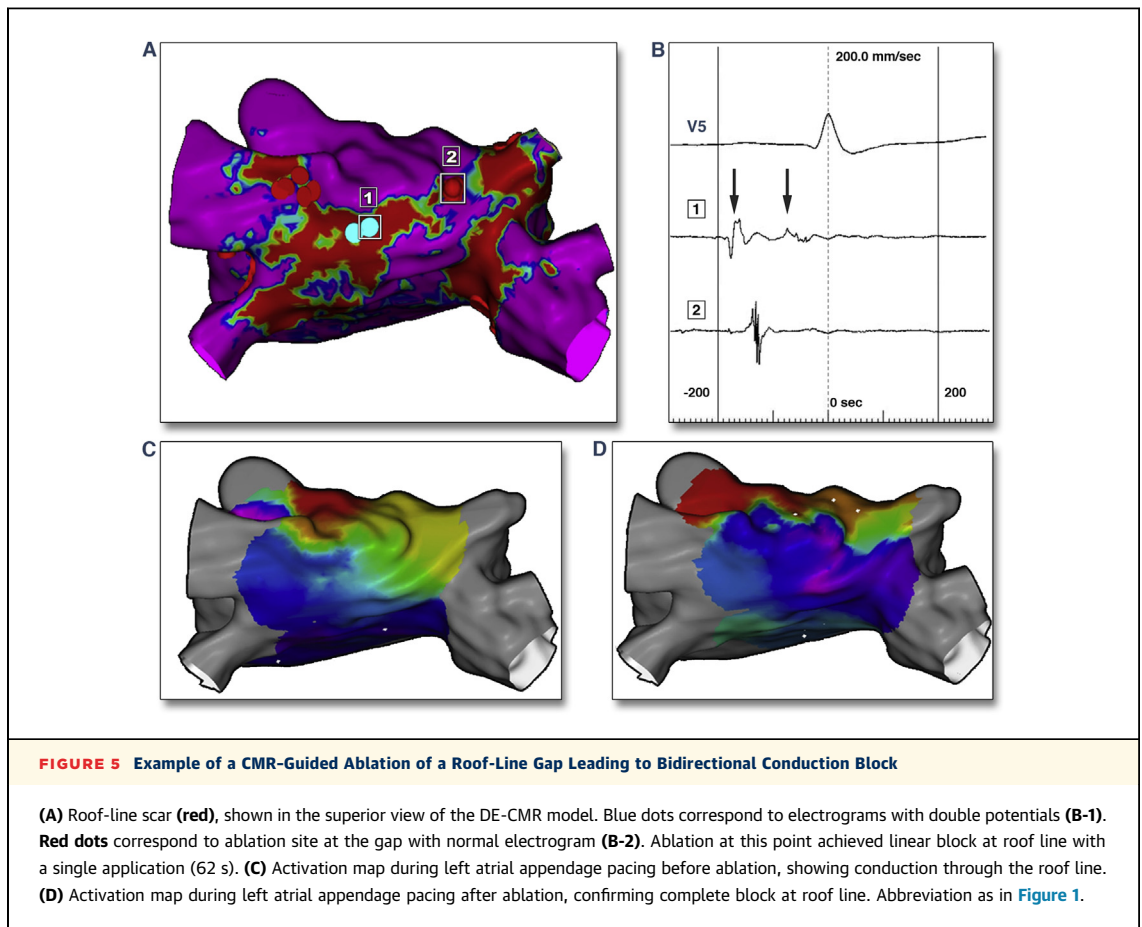 A
2
1
B
200.0 mm/sec
V5
1
2
-200
0 sec
200
C
D
FIGURE 5 Example of a CMR-Guided Ablation of a Roof-Line Gap Leading to Bidirectional Conduction Block
(A) Roof-line scar (red), shown in the superior view of the DE-CMR model. Blue dots correspond to electrograms with double potentials (B-1).
Red dots correspond to ablation site at the gap with normal electrogram (B-2). Ablation at this point achieved linear block at roof line with
a single application (62 s). (C) Activation map during left atrial appendage pacing before ablation, showing conduction through the roof line.
(D) Activation map during left atrial appendage pacing after ablation, confirming complete block at roof line. Abbreviation as in Figure 1.